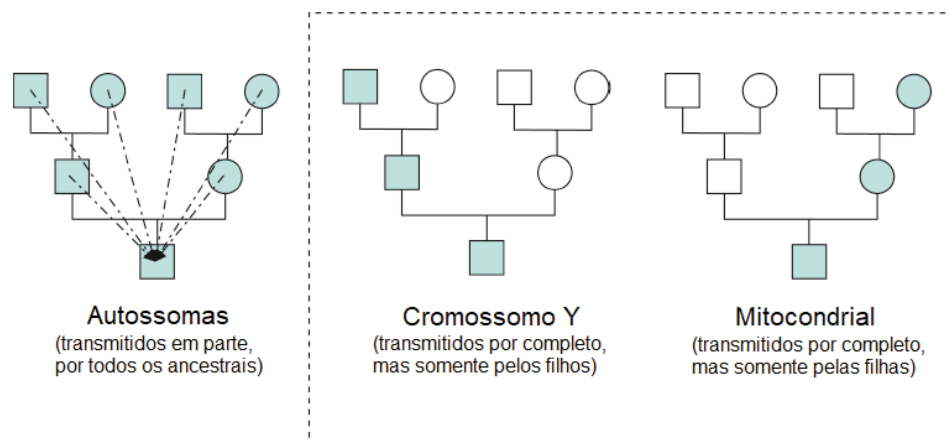 Autossomas
(transmitidos em parte,
por todos os ancestrais)
Cromossomo Y
(transmitidos por completo,
mas somente pelos filhos)
Mitocondrial
(transmitidos por completo,
mas somente pelas filhas)